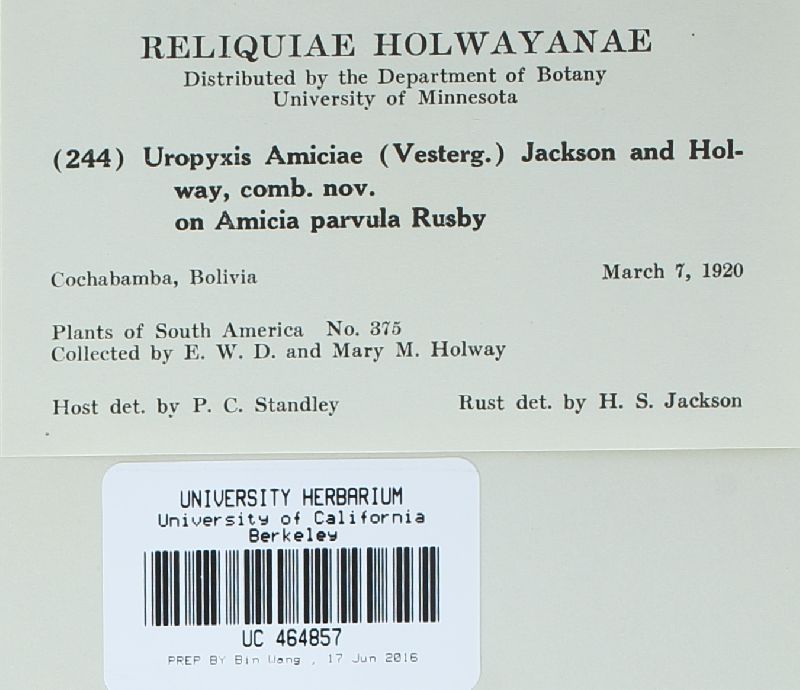 RELIQUIAE HOLWAYANAE
Distributed by the Department of Botany
University of Minnesota
(244) Uropyxis Amiciae (Vesterg.) Jackson and Hol-
way, comb. nov.
on Amicia parvula Rusby
Cochabamba, Bolivia March 7, 1920
Plants of South America No. 375
Collected by E. W. D. and Mary M. Holway
Host det. by P. C. Standley Rust det. by H. S. Jackson
UNIVERSITY HERBARIUM
University of California
Berkeley
UC 464857
PREP BY Bin Wang , 17 Jun 2016